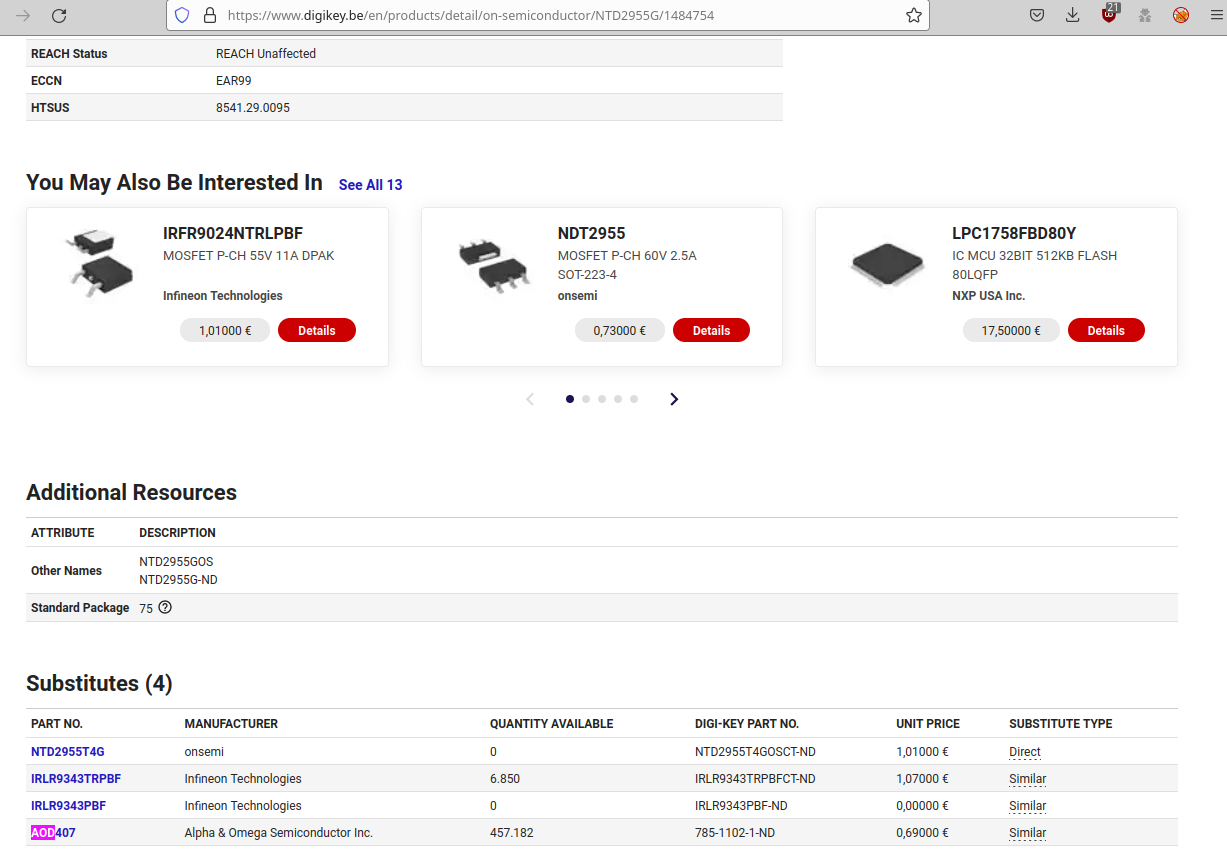 https://www.digikey.be/en/products/detail/on-semiconductor/NTD2955G/1484754
21
REACH Status REACH Unaffected
ECCN EAR99
HTSUS 8541.29.0095
You May Also Be Interested In See All 13
IRFR9024NTRLPBF
MOSFET P-CH 55V 11A DPAK
Infineon Technologies
1,01000 € Details
NDT2955
MOSFET P-CH 60V 2.5A
SOT-223-4
onsemi
0,73000 € Details
LPC1758FBD80Y
IC MCU 32BIT 512KB FLASH
80LQFP
NXP USA Inc.
17,50000 € Details
Additional Resources
ATTRIBUTE DESCRIPTION
Other Names NTD2955GOS
NTD2955G-ND
Standard Package 75 ?
Substitutes (4)
PART NO. MANUFACTURER QUANTITY AVAILABLE DIGI-KEY PART NO. UNIT PRICE SUBSTITUTE TYPE
NTD2955T4G onsemi 0 NTD2955T4GOSCT-ND 1,01000 € Direct
IRLR9343TRPBF Infineon Technologies 6.850 IRLR9343TRPBFCT-ND 1,07000 € Similar
IRLR9343PBF Infineon Technologies 0 IRLR9343PBF-ND 0,00000 € Similar
AOD407 Alpha & Omega Semiconductor Inc. 457.182 785-1102-1-ND 0,69000 € Similar